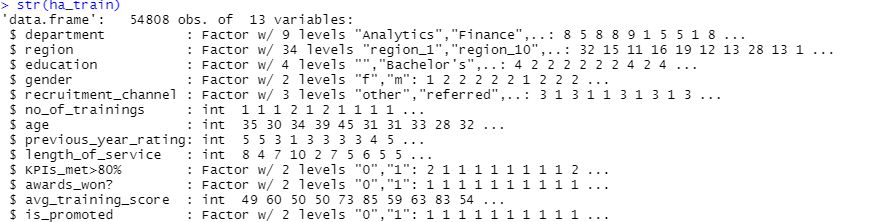 > str(ha_train)
'data.frame':   54808 obs. of  13 variables:
 $ department          : Factor w/ 9 levels "Analytics","Finance",..: 8 5 8 8 9 1 5 5 1 8 ...
 $ region              : Factor w/ 34 levels "region_1","region_10",..: 32 15 11 16 19 12 13 28 13 1 ...
 $ education           : Factor w/ 4 levels "","Bachelor's",..: 4 2 2 2 2 2 2 4 2 4 ...
 $ gender              : Factor w/ 2 levels "f","m": 1 2 2 2 2 2 1 2 2 2 ...
 $ recruitment_channel : Factor w/ 3 levels "other","referred",..: 3 1 3 1 1 3 1 3 1 3 ...
 $ no_of_trainings     : int  1 1 1 2 1 2 1 1 1 1 ...
 $ age                 : int  35 30 34 39 45 31 31 33 28 32 ...
 $ previous_year_rating: int  5 5 3 1 3 3 3 3 4 5 ...
 $ length_of_service   : int  8 4 7 10 2 7 5 6 5 5 ...
 $ KPIs_met>80%        : Factor w/ 2 levels "0","1": 2 1 1 1 1 1 1 1 1 2 ...
 $ awards_won?         : Factor w/ 2 levels "0","1": 1 1 1 1 1 1 1 1 1 1 ...
 $ avg_training_score  : int  49 60 50 50 73 85 59 63 83 54 ...
 $ is_promoted         : Factor w/ 2 levels "0","1": 1 1 1 1 1 1 1 1 1 1 ...